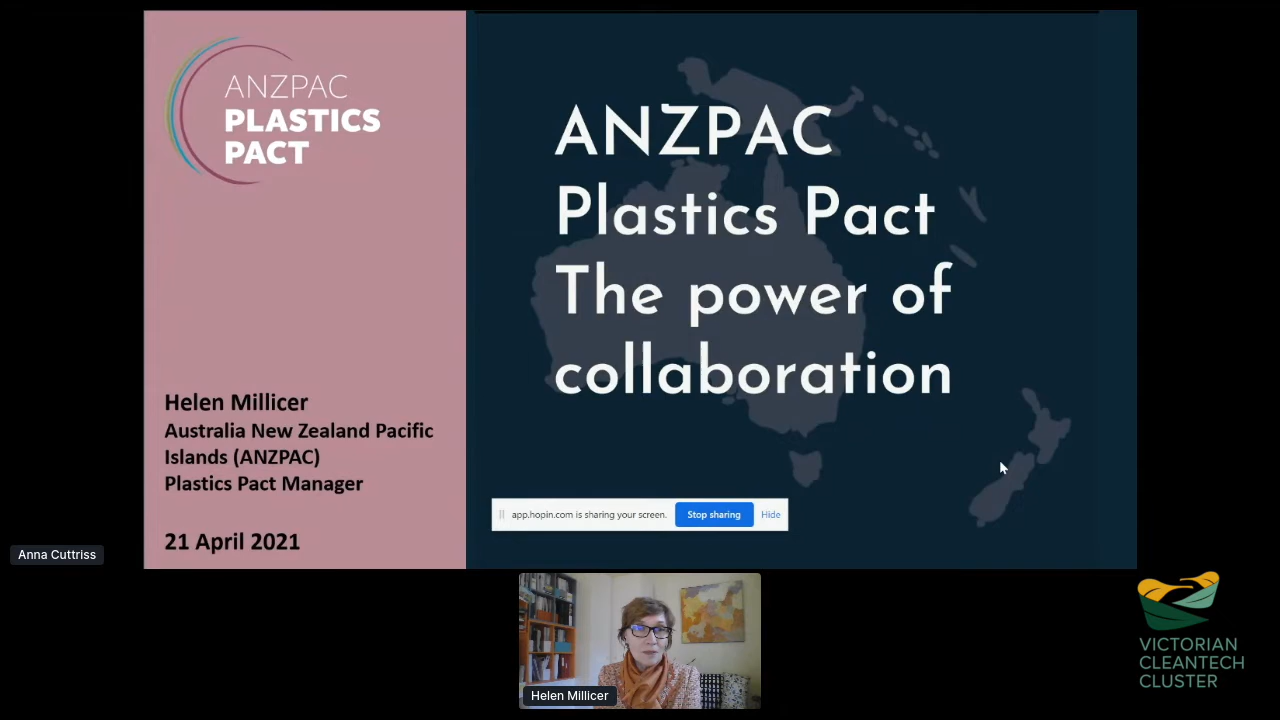 ANZPAC
PLASTICS
PACT
Helen Millicer
Australia New Zealand Pacific
Islands (ANZPAC)
Plastics Pact Manager
21 April 2021
ANZPAC
Plastics Pact
The power of
collaboration
app.hopin.com is sharing your screen.
Stop sharing
Hide
Anna Cuttriss
Helen Millicer
VICTORIAN
CLEANTECH
CLUSTER